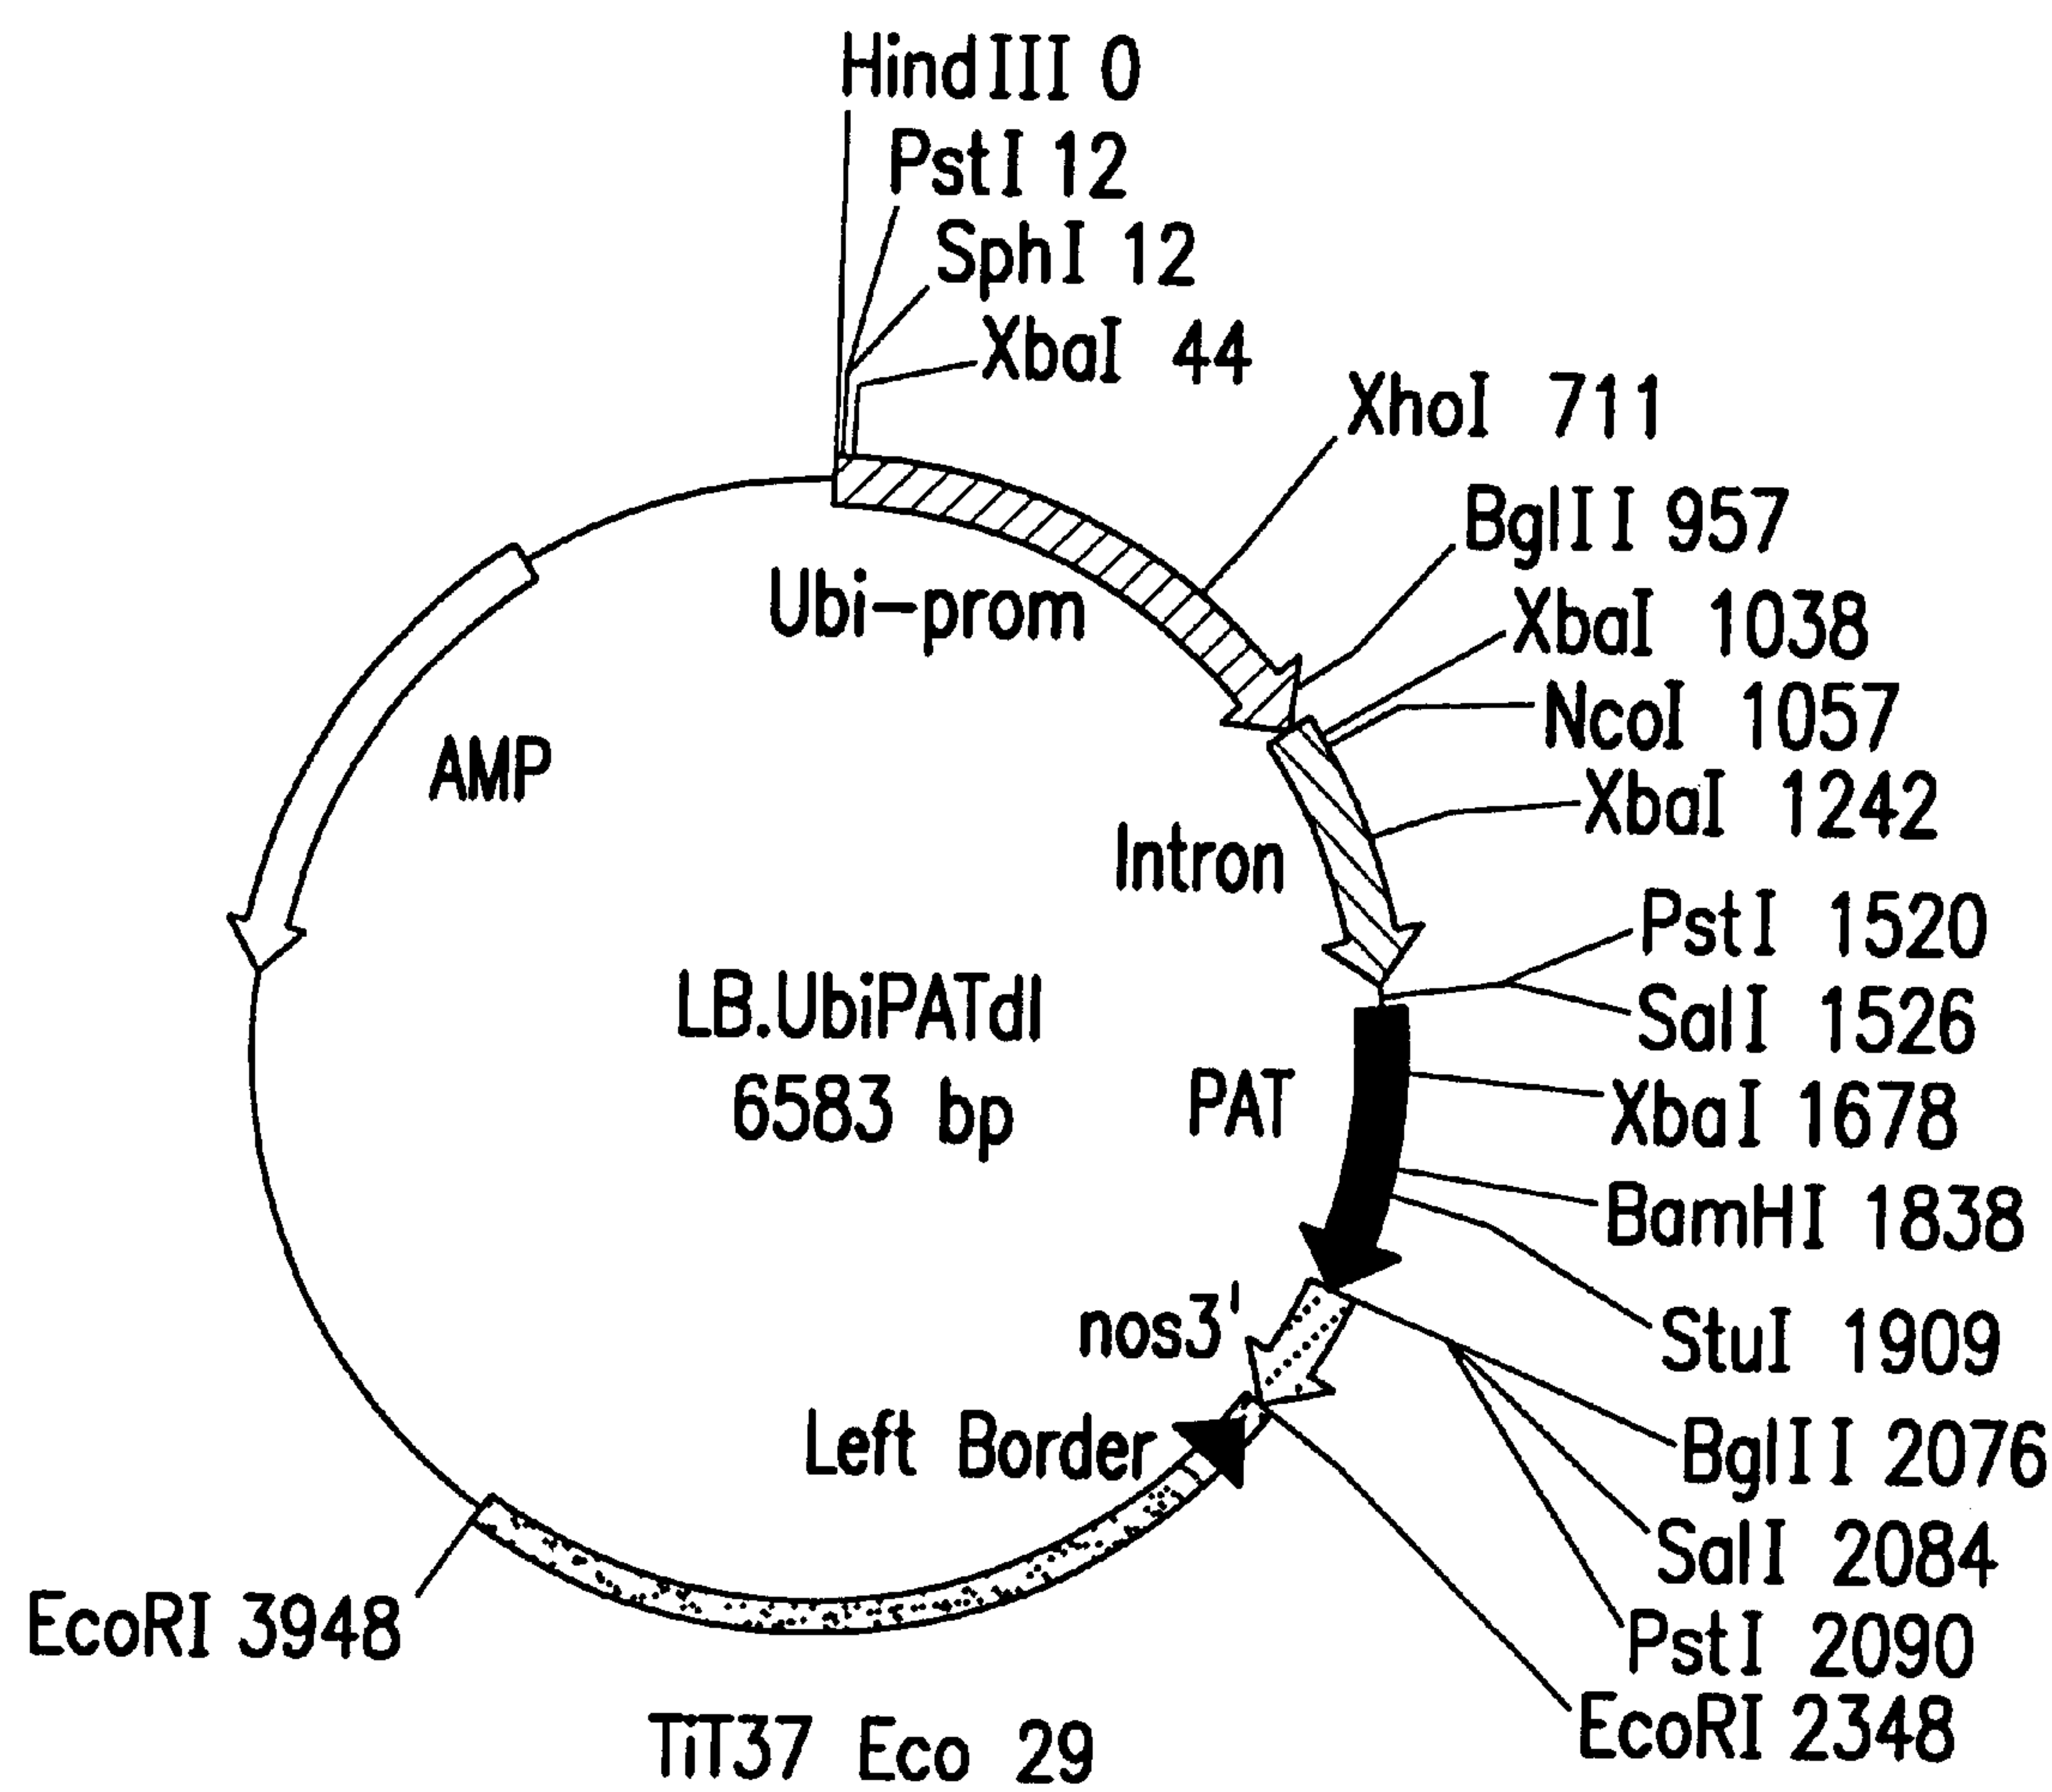 HindIII 0
PstI 12
SphI 12
XbaI 44
XhoI 711
BglII 957
XbaI 1038
NcoI 1057
XbaI 1242
PstI 1520
SalI 1526
XbaI 1678
BamHI 1838
StuI 1909
BglII 2076
SalI 2084
PstI 2090
EcoRI 2348
EcoRI 3948
Ubi-prom
AMP
Intron
LB.UbiPATdI
6583 bp
PAT
nos3'
Left Border
TiT37 Eco 29